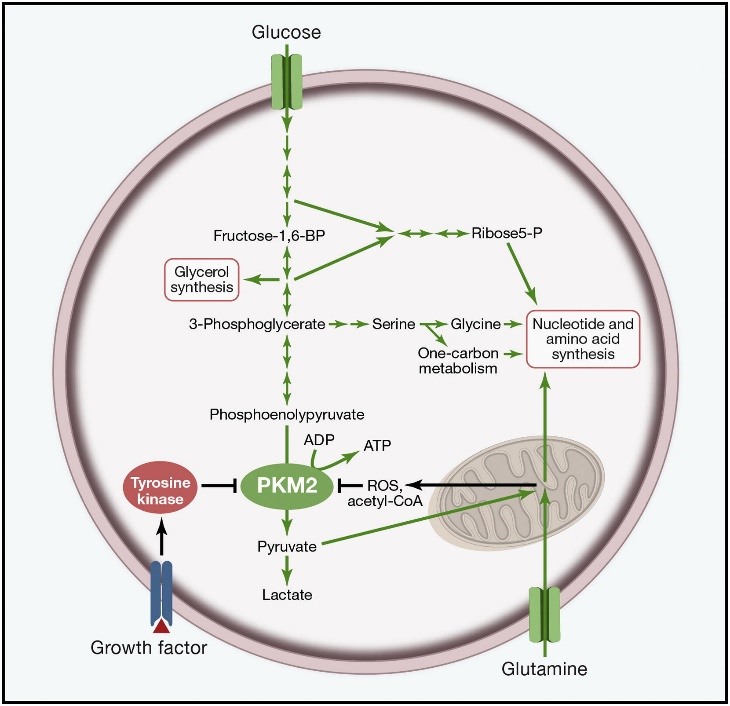 Glucose
Fructose-1,6-BP
Ribose5-P
Glycerol
synthesis
3-Phosphoglycerate
Serine
Glycine
Nucleotide and
amino acid
synthesis
One-carbon
metabolism
Phosphoenolpyruvate
ADP
ATP
Tyrosine
kinase
PKM2
ROS,
acetyl-CoA
Pyruvate
Lactate
Growth factor
Glutamine